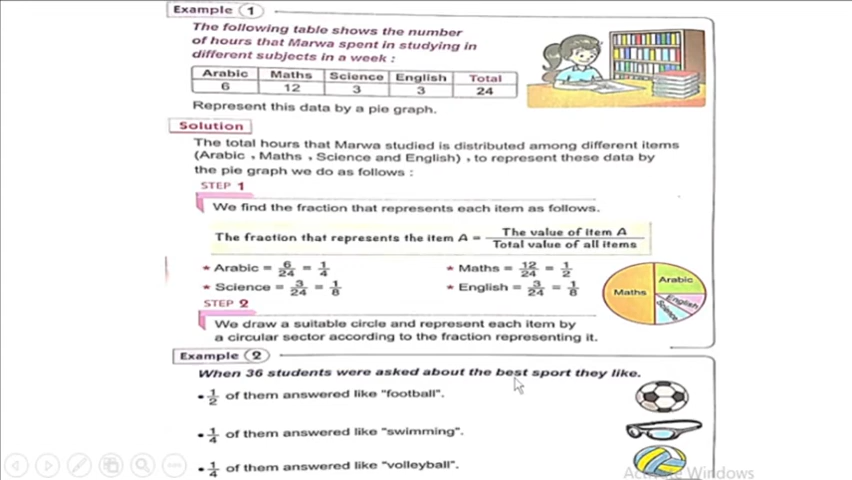 Example 1
The following table shows the number
of hours that Marwa spent in studying in
different subjects in a week :
Arabic Maths Science English Total
6 12 3 3 24
Represent this data by a pie graph.
Solution
The total hours that Marwa studied is distributed among different items
(Arabic , Maths , Science and English) , to represent these data by
the pie graph we do as follows :
STEP 1
We find the fraction that represents each item as follows.
The fraction that represents the item A = The value of item A / Total value of all items
★ Arabic = 6/24 = 1/4 ★ Maths = 12/24 = 1/2
★ Science = 3/24 = 1/8 ★ English = 3/24 = 1/8
Maths Arabic English Science
STEP 2
We draw a suitable circle and represent each item by
a circular sector according to the fraction representing it.
Example 2
When 36 students were asked about the best sport they like.
• 1/2 of them answered like "football".
• 1/4 of them answered like "swimming".
• 1/4 of them answered like "volleyball".
Activate Windows